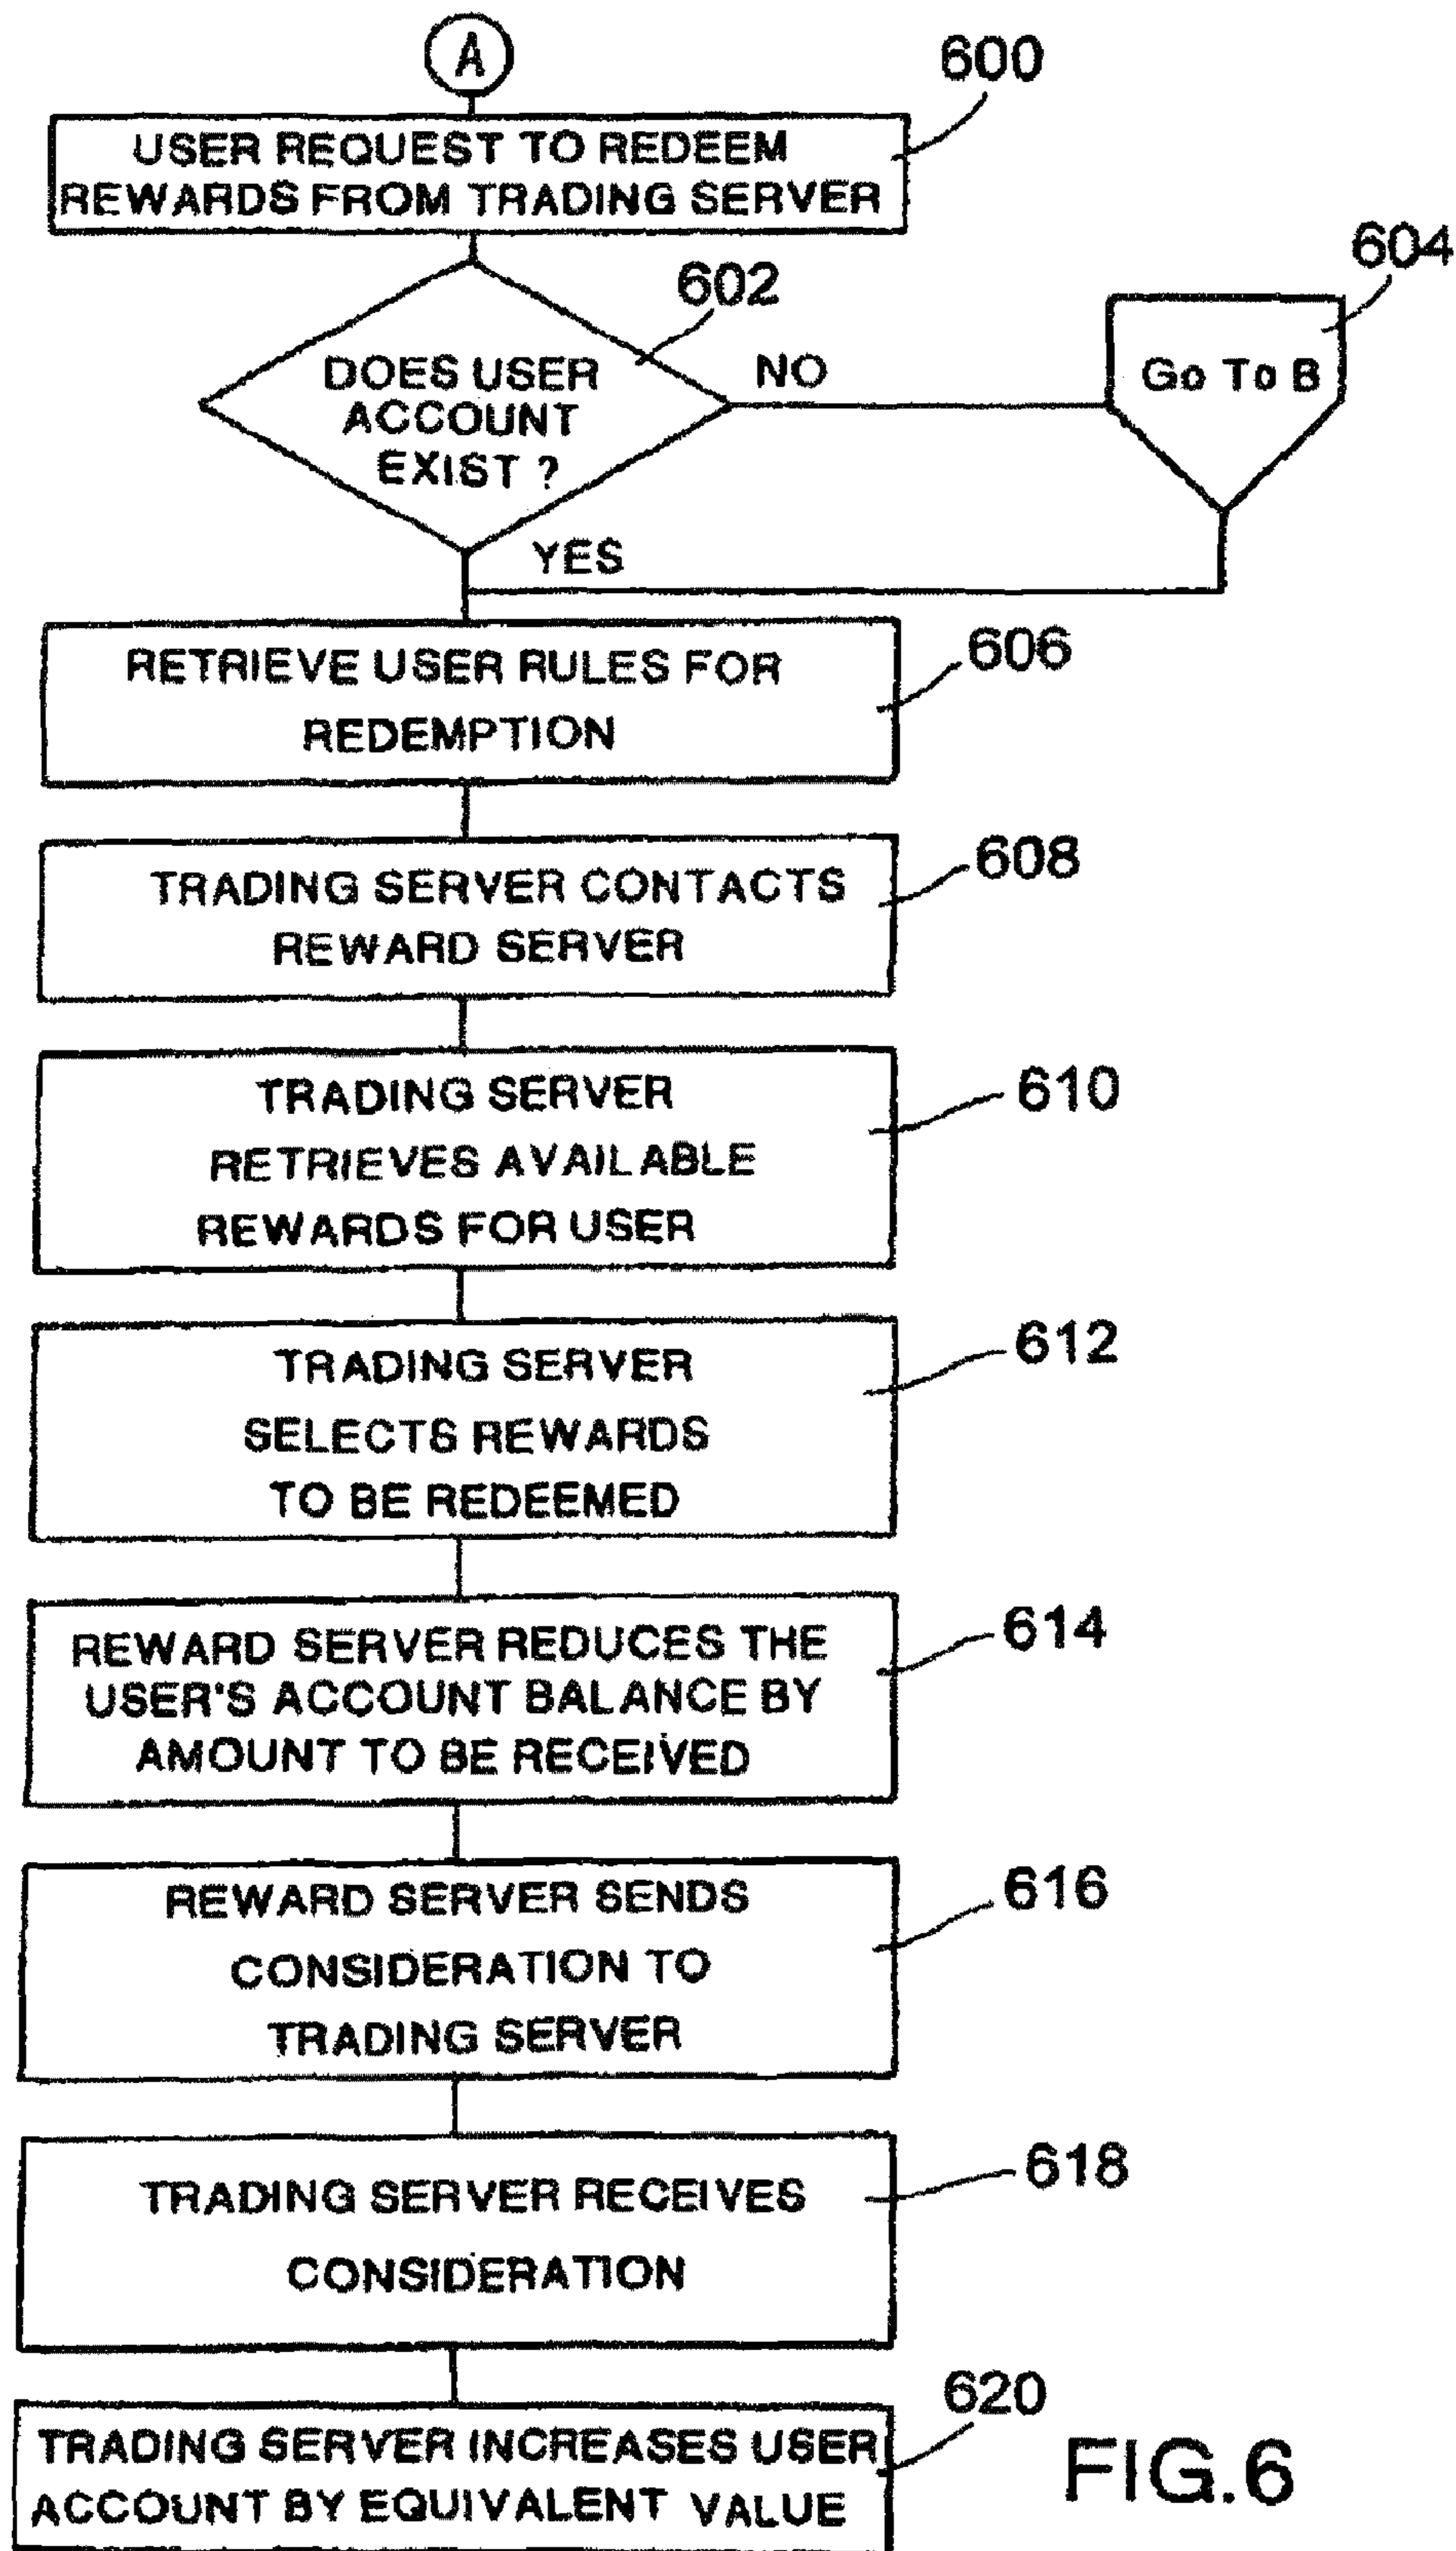 A
600
USER REQUEST TO REDEEM
REWARDS FROM TRADING SERVER
604
602
DOES USER
ACCOUNT
EXIST ?
NO
Go To B
YES
606
RETRIEVE USER RULES FOR
REDEMPTION
608
TRADING SERVER CONTACTS
REWARD SERVER
610
TRADING SERVER
RETRIEVES AVAILABLE
REWARDS FOR USER
612
TRADING SERVER
SELECTS REWARDS
TO BE REDEEMED
614
REWARD SERVER REDUCES THE
USER'S ACCOUNT BALANCE BY
AMOUNT TO BE RECEIVED
616
REWARD SERVER SENDS
CONSIDERATION TO
TRADING SERVER
618
TRADING SERVER RECEIVES
CONSIDERATION
620
TRADING SERVER INCREASES USER
ACCOUNT BY EQUIVALENT VALUE
FIG.6